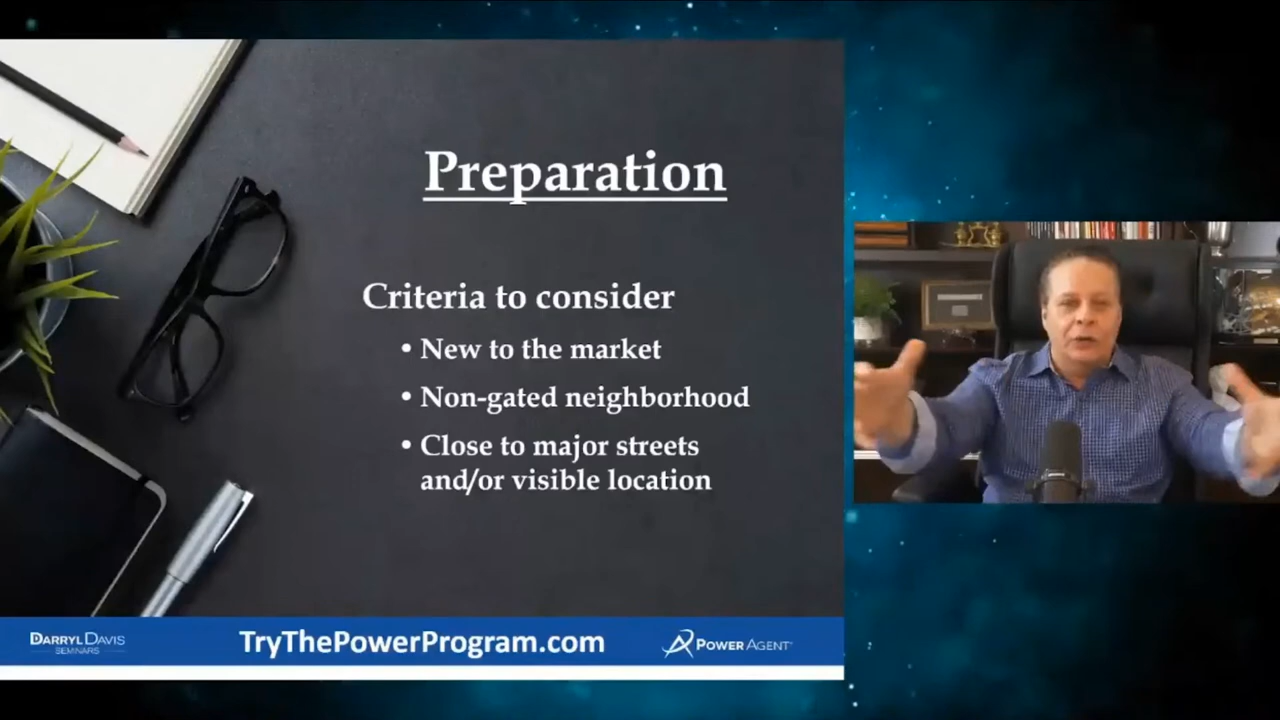 Preparation
Criteria to consider
• New to the market
• Non-gated neighborhood
• Close to major streets
and/or visible location
DARRYL DAVIS
SEMINARS
TryThePowerProgram.com
POWER AGENT